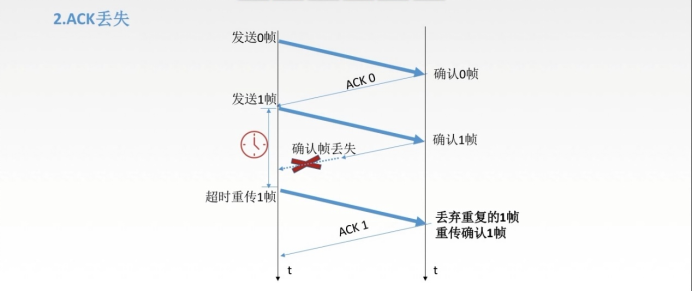 2.ACK丢失
发送0帧
ACK 0
确认0帧
发送1帧
确认帧丢失
确认1帧
超时重传1帧
ACK 1
丢弃重复的1帧
重传确认1帧
t
t